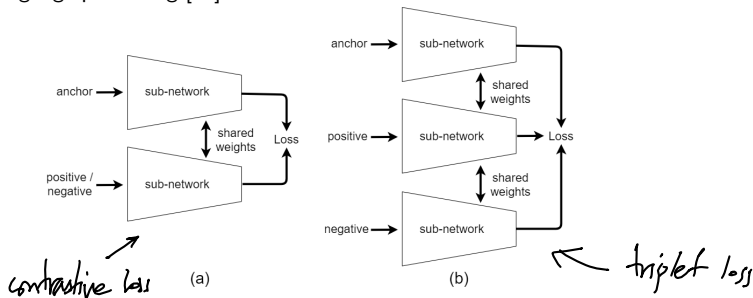 anchor
sub-network
shared
weights
Loss
positive /
negative
sub-network
contrastive loss
(a)
anchor
sub-network
shared
weights
positive
sub-network
Loss
shared
weights
negative
sub-network
(b)
triplet loss